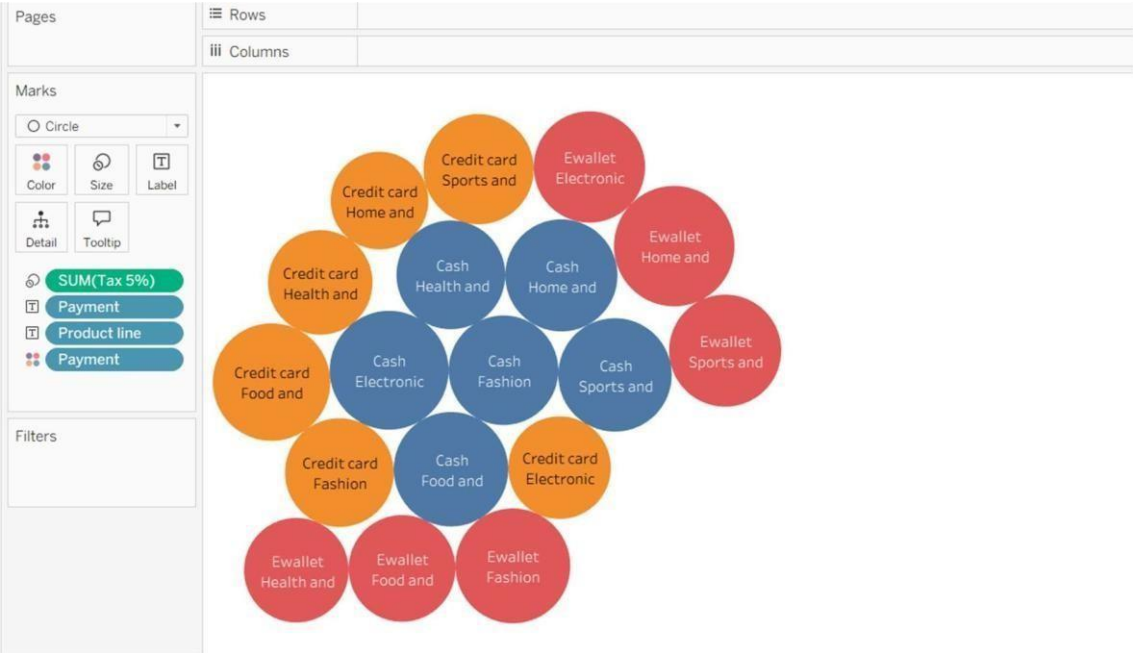 Pages
Rows
iii Columns
Marks
Circle
Color
Size
T
Label
Detail
Tooltip
SUM(Tax 5%)
T Payment
T Product line
Payment
Filters
Credit card
Sports and
Ewallet
Electronic
Credit card
Home and
Ewallet
Home and
Cash
Health and
Cash
Home and
Credit card
Health and
Ewallet
Sports and
Cash
Electronic
Cash
Fashion
Cash
Sports and
Credit card
Food and
Credit card
Fashion
Cash
Food and
Credit card
Electronic
Ewallet
Health and
Ewallet
Food and
Ewallet
Fashion